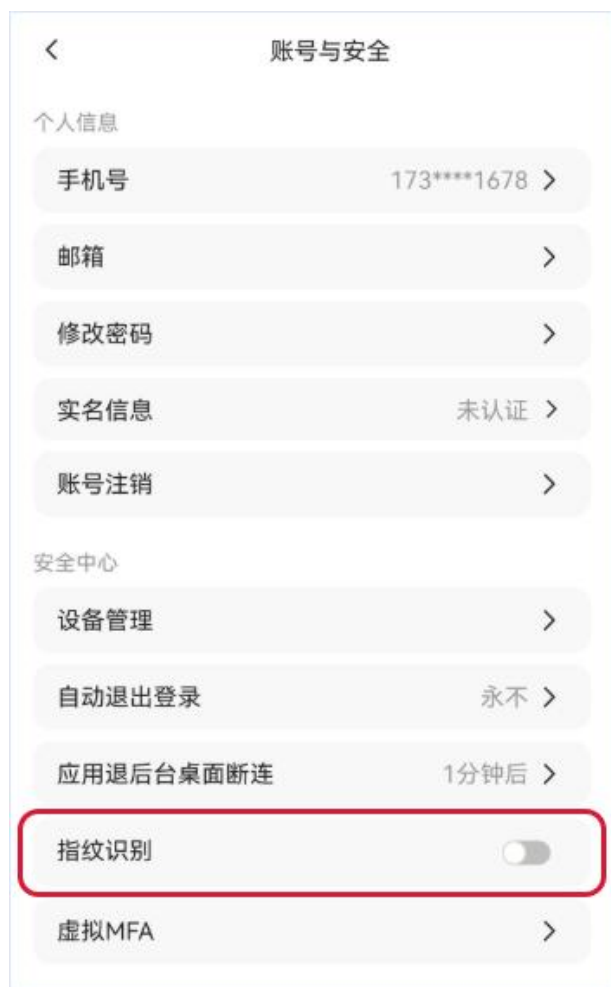 账号与安全
个人信息
手机号 173****1678
邮箱
修改密码
实名信息 未认证
账号注销
安全中心
设备管理
自动退出登录 永不
应用退后台桌面断连 1分钟后
指纹识别
虚拟MFA